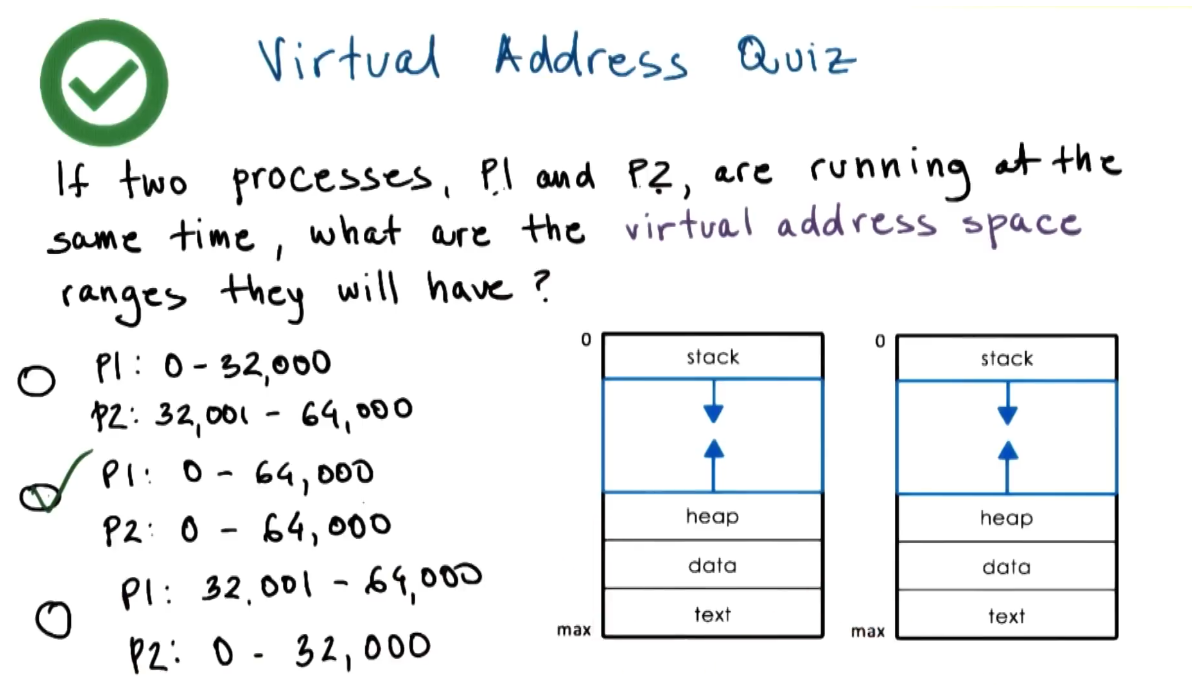 Virtual Address Quiz
If two processes, P1 and P2, are running at the
same time, what are the virtual address space
ranges they will have?
P1: 0 - 32,000
P2: 32,001 - 64,000
P1: 0 - 64,000
P2: 0 - 64,000
P1: 32,001 - 64,000
P2: 0 - 32,000
0
stack
heap
data
text
max
0
stack
heap
data
text
max